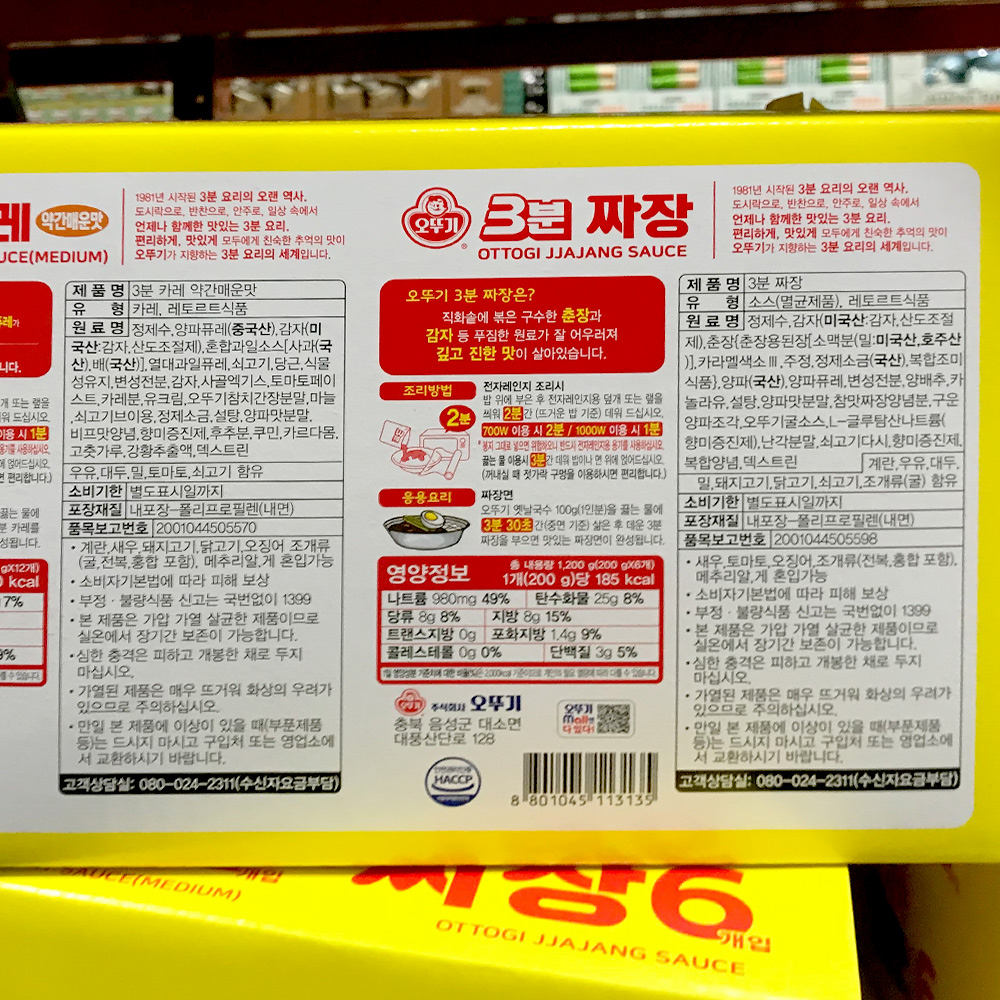 레 약간매운맛
UCE(MEDIUM)
1981년 시작된 3분 요리의 오랜 역사.
도시락으로, 반찬으로, 안주로, 일상 속에서
언제나 함께한 맛있는 3분 요리.
편리하게, 맛있게 모두에게 친숙한 추억의 맛이
오뚜기가 지향하는 3분 요리의 세계입니다.
제 품 명 3분 카레 약간매운맛
유 형 카레, 레토르트식품
원 료 명 정제수,양파퓨레(중국산),감자(미
국산:감자,산도조절제),혼합과일소스[사과(국
산),배(국산)],열대과일퓨레,쇠고기,당근,식물
성유지,변성전분,감자,사골엑기스,토마토페이
스트,카레분,유크림,오뚜기참치간장분말,마늘
,쇠고기브이용,정제소금,설탕,양파맛분말,
비프맛양념,향미증진제,후추분,쿠민,카르다몸,
고춧가루,강황추출액,덱스트린
우유,대두,밀,토마토,쇠고기 함유
소비기한 별도표시일까지
포장재질 내포장–폴리프로필렌(내면)
품목보고번호 2001044505570
• 계란,새우,돼지고기,닭고기,오징어 조개류
(굴,전복,홍합 포함), 메추리알,게 혼입가능
• 소비자기본법에 따라 피해 보상
• 부정 · 불량식품 신고는 국번없이 1399
• 본 제품은 가압 가열 살균한 제품이므로
실온에서 장기간 보존이 가능합니다.
• 심한 충격은 피하고 개봉한 채로 두지
마십시오.
• 가열된 제품은 매우 뜨거워 화상의 우려가
있으므로 주의하십시오.
• 만일 본 제품에 이상이 있을 때(부푼제품
등)는 드시지 마시고 구입처 또는 영업소에
서 교환하시기 바랍니다.
고객상담실: 080–024–2311(수신자요금부담)
오뚜기 3분 짜장
OTTOGI JJAJANG SAUCE
오뚜기 3분 짜장은?
직화솥에 볶은 구수한 춘장과
감자 등 푸짐한 원료가 잘 어우러져
깊고 진한 맛이 살아있습니다.
조리방법 전자레인지 조리시
밥 위에 부은 후 전자레인지용 덮개 또는 랩을
씌워 2분간 (뜨거운 밥 기준) 데워 드십시오.
2분
700W 이용 시 2분 / 1000W 이용 시 1분
봉지 그대로 넣으면 위험하오니 반드시 전자레인지용 용기를 사용하십시오.
끓는 물 이용시 3분간 데워 밥이나 면 위에 얹어드십시오.
(꺼내실 때 젓가락 구멍을 이용하시면 편리합니다.)
응용요리 짜장면
오뚜기 옛날국수 100g(1인분)을 끓는 물에
3분 30초간(중면 기준) 삶은 후 데운 3분
짜장을 부으면 맛있는 짜장면이 완성됩니다.
영양정보 총 내용량 1,200 g(200 gX6개)
1개(200 g)당 185 kcal
나트륨 980mg 49% 탄수화물 25g 8%
당류 8g 8% 지방 8g 15%
트랜스지방 0g 포화지방 1.4g 9%
콜레스테롤 0g 0% 단백질 3g 5%
오뚜기 주식회사 오뚜기
충북 음성군 대소면
대풍산단로 128
오뚜기
mall에
다 있다!
HACCP
8 801045 113135
1981년 시작된 3분 요리의 오랜 역사.
도시락으로, 반찬으로, 안주로, 일상 속에서
언제나 함께한 맛있는 3분 요리.
편리하게, 맛있게 모두에게 친숙한 추억의 맛이
오뚜기가 지향하는 3분 요리의 세계입니다.
제 품 명 3분 짜장
유 형 소스(멸균제품), 레토르트식품
원 료 명 정제수,감자(미국산:감자,산도조절
제),춘장{춘장용된장[소맥분(밀:미국산,호주산
)],카라멜색소Ⅲ,주정,정제소금(국산),복합조미
식품},양파(국산),양파퓨레,변성전분,양배추,카
놀라유,설탕,양파맛분말,참맛짜장양념분,구운
양파조각,오뚜기굴소스,L–글루탐산나트륨(
향미증진제),난각분말,쇠고기다시,향미증진제,
복합양념,덱스트린 계란,우유,대두,
밀,돼지고기,닭고기,쇠고기,조개류(굴) 함유
소비기한 별도표시일까지
포장재질 내포장–폴리프로필렌(내면)
품목보고번호 2001044505598
• 새우,토마토,오징어,조개류(전복,홍합 포함),
메추리알,게 혼입가능
• 소비자기본법에 따라 피해 보상
• 부정 · 불량식품 신고는 국번없이 1399
• 본 제품은 가압 가열 살균한 제품이므로
실온에서 장기간 보존이 가능합니다.
• 심한 충격은 피하고 개봉한 채로 두지
마십시오.
• 가열된 제품은 매우 뜨거워 화상의 우려가
있으므로 주의하십시오.
• 만일 본 제품에 이상이 있을 때(부푼제품
등)는 드시지 마시고 구입처 또는 영업소에
서 교환하시기 바랍니다.
고객상담실: 080–024–2311(수신자요금부담)
SAUCE(MEDIUM) 개입
짜장6개입
OTTOGI JJAJANG SAUCE